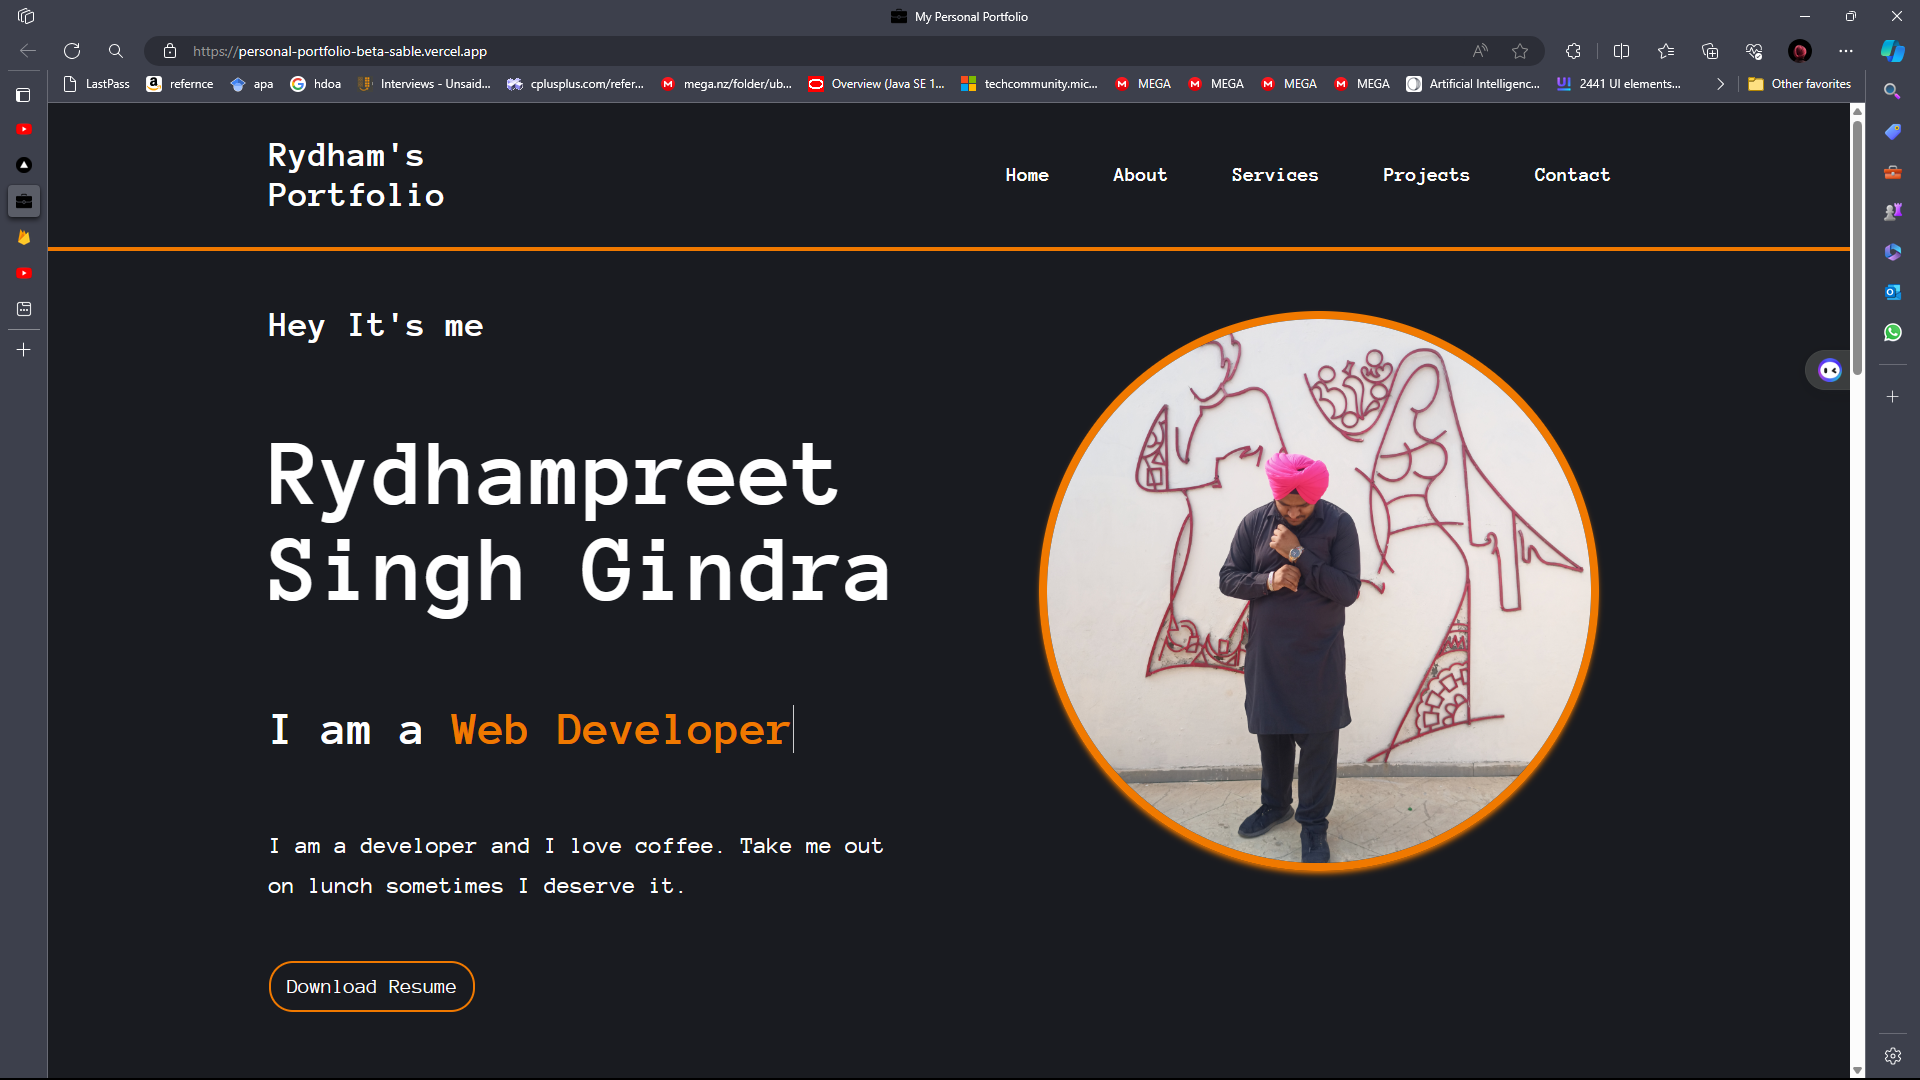 My Personal Portfolio
https://personal-portfolio-beta-sable.vercel.app
LastPass
refernce
apa
hdoa
Interviews - Unsaid...
cplusplus.com/refer...
mega.nz/folder/ub...
Overview (Java SE 1...
techcommunity.mic...
MEGA
MEGA
MEGA
MEGA
Artificial Intelligenc...
2441 UI elements...
Other favorites
Rydham's
Portfolio
Home
About
Services
Projects
Contact
Hey It's me
Rydhampreet
Singh Gindra
I am a Web Developer
I am a developer and I love coffee. Take me out
on lunch sometimes I deserve it.
Download Resume